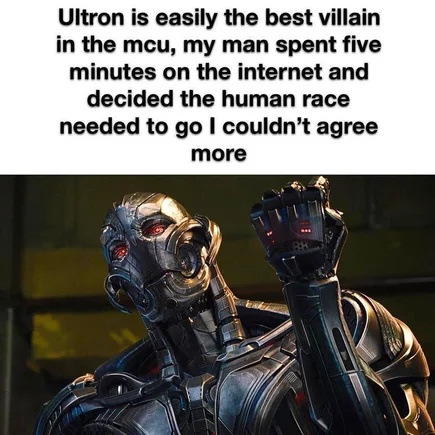 Ultron is easily the best villain
in the mcu, my man spent five
minutes on the internet and
decided the human race
needed to go I couldn't agree
more